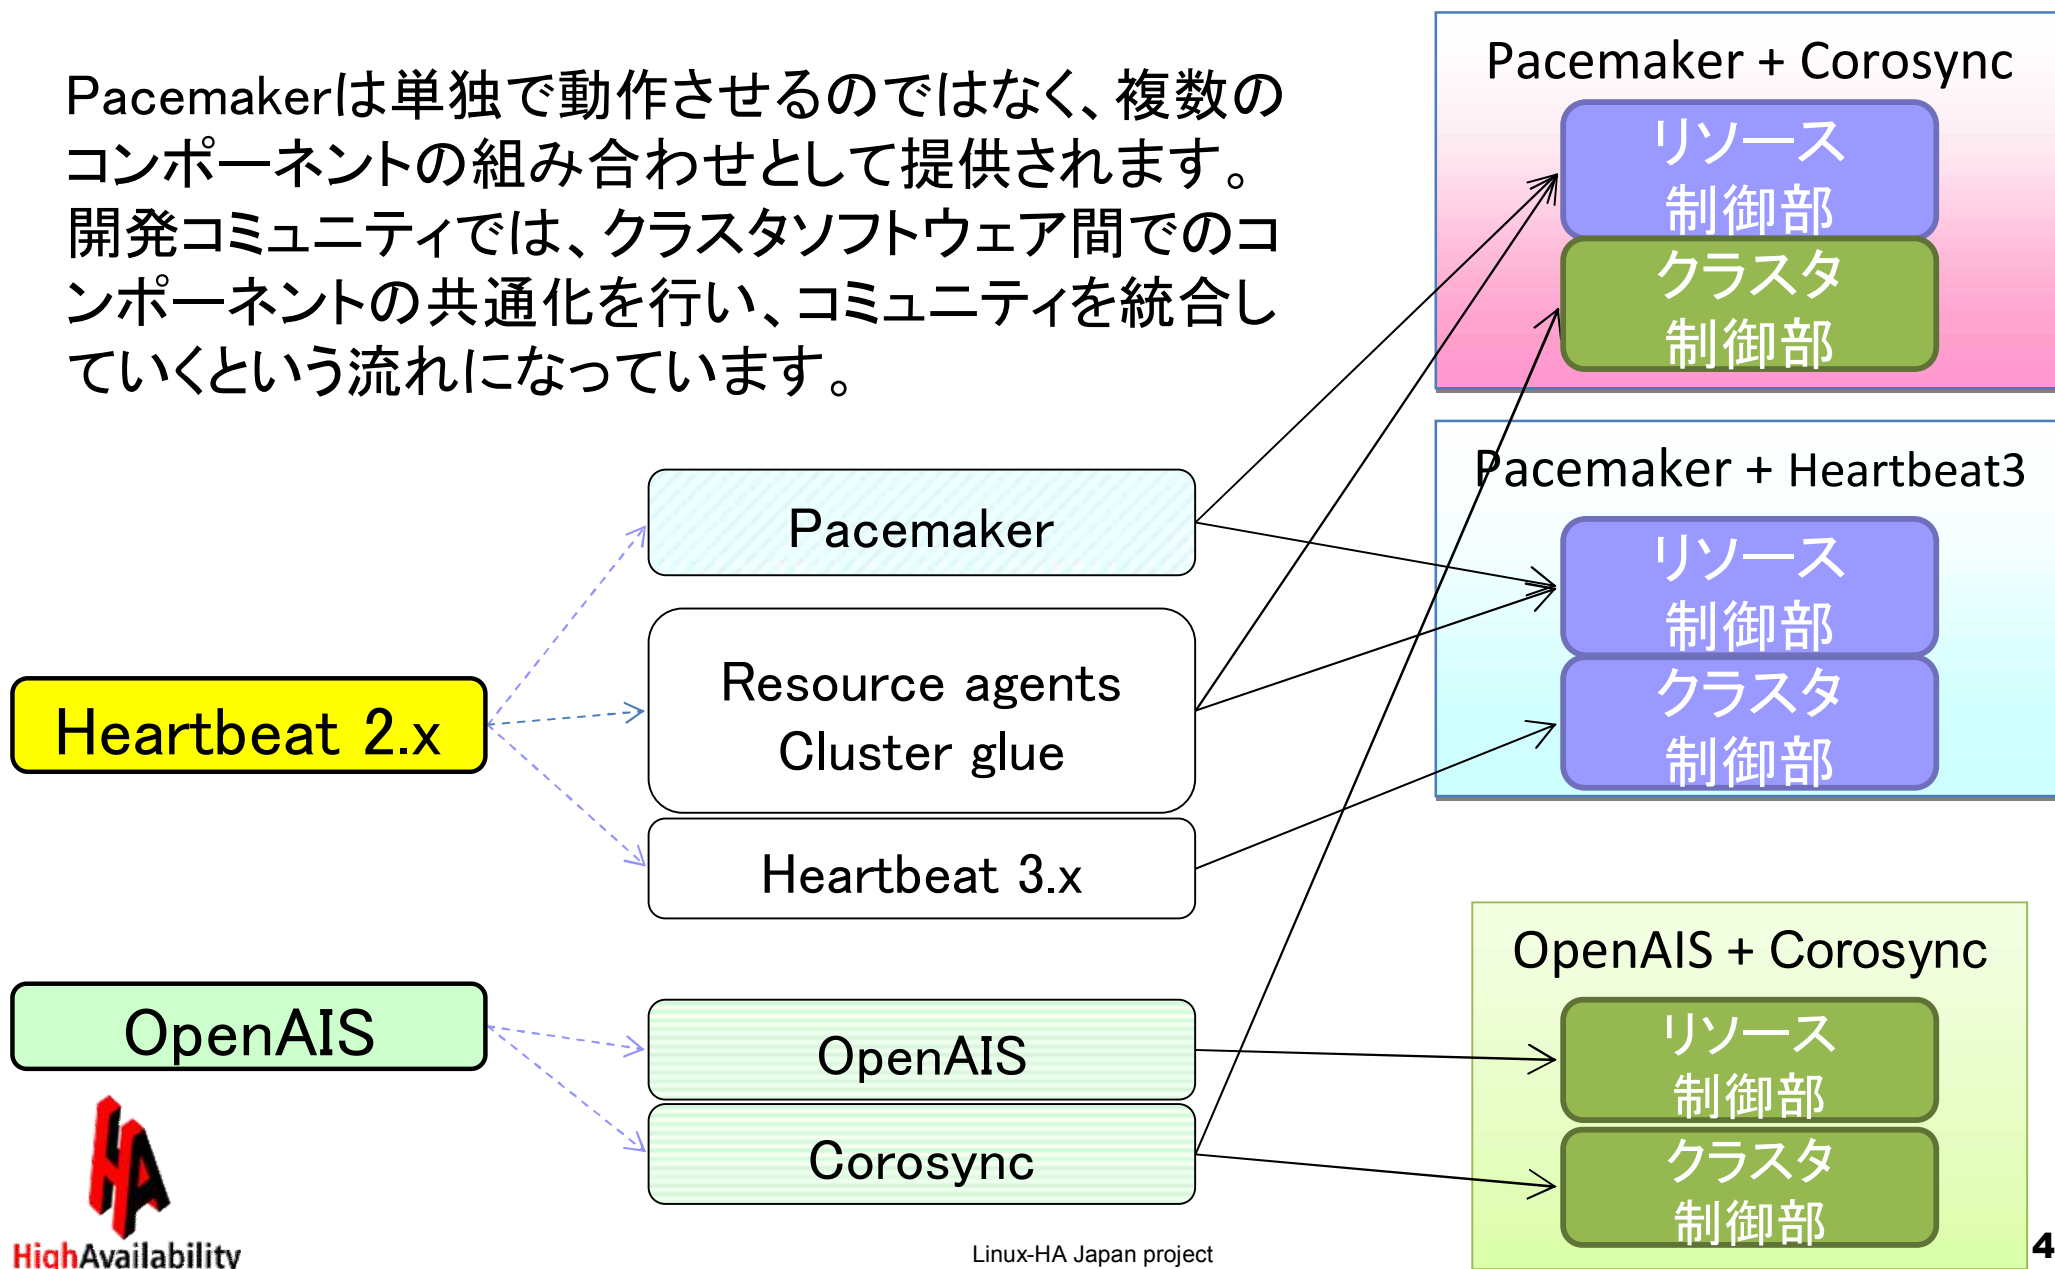 Pacemakerは単独で動作させるのではなく、複数の
コンポーネントの組み合わせとして提供されます。
開発コミュニティでは、クラスタソフトウェア間でのコ
ンポーネントの共通化を行い、コミュニティを統合し
ていくという流れになっています。
Pacemaker + Corosync
リソース
制御部
クラスタ
制御部
Pacemaker + Heartbeat3
リソース
制御部
クラスタ
制御部
Pacemaker
Resource agents
Cluster glue
Heartbeat 2.x
Heartbeat 3.x
OpenAIS + Corosync
リソース
制御部
クラスタ
制御部
OpenAIS
OpenAIS
Corosync
HA
HighAvailability
Linux-HA Japan project
4